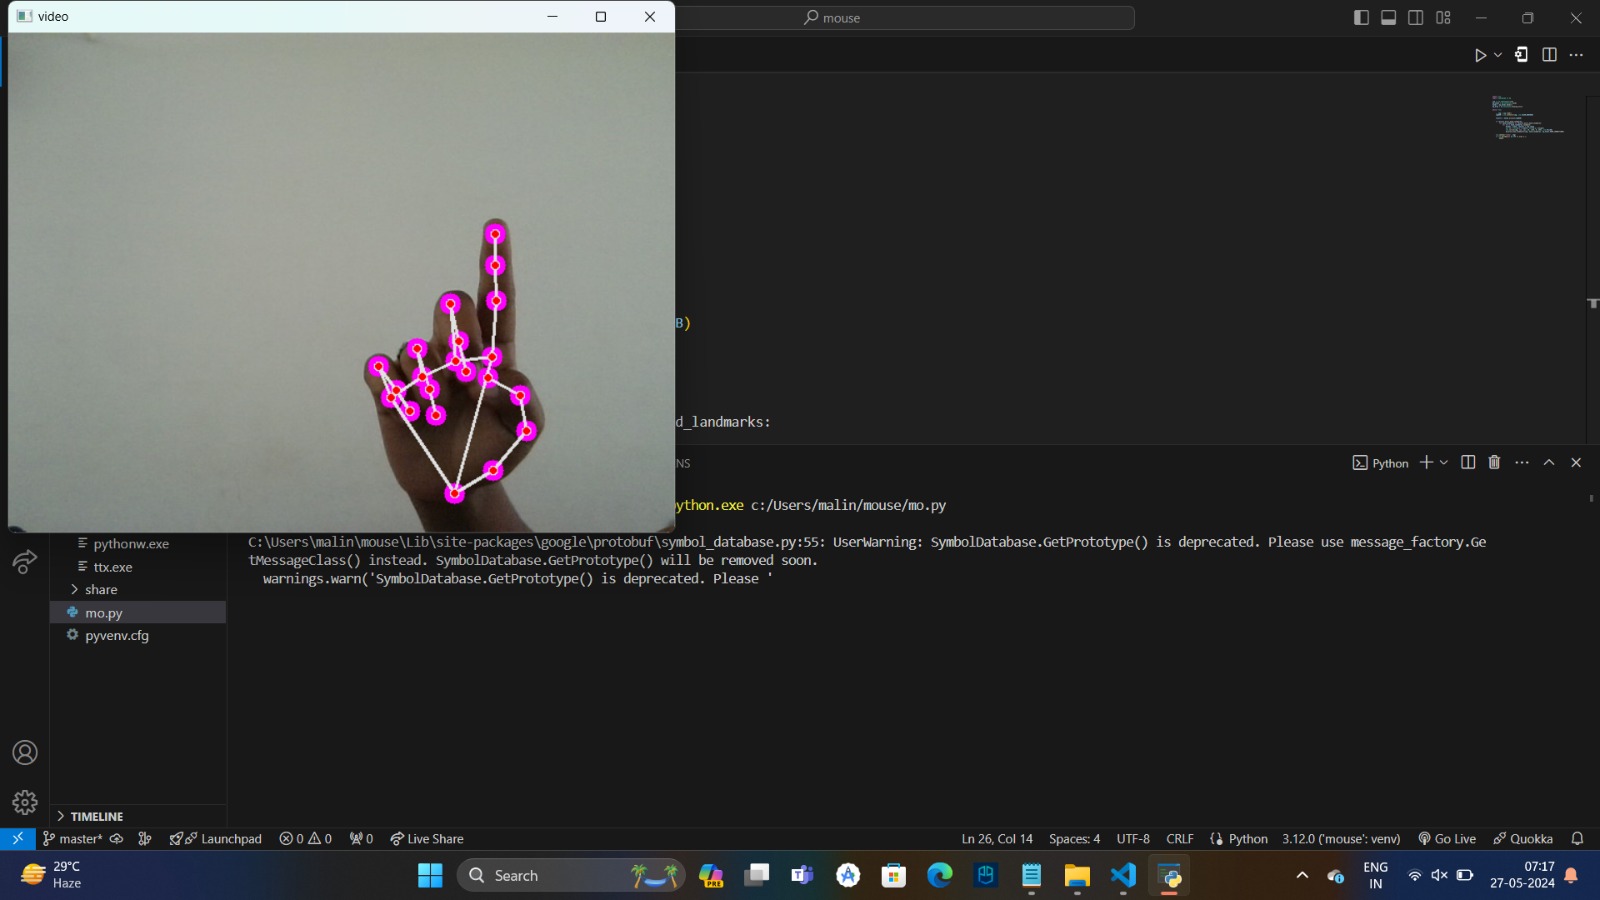 video
mouse
B)
d_landmarks:
NS
Python
python.exe c:/Users/malin/mouse/mo.py
C:\Users\malin\mouse\Lib\site-packages\google\protobuf\symbol_database.py:55: UserWarning: SymbolDatabase.GetPrototype() is deprecated. Please use message_factory.Ge
tMessageClass() instead. SymbolDatabase.GetPrototype() will be removed soon.
warnings.warn('SymbolDatabase.GetPrototype() is deprecated. Please '
pythonw.exe
ttx.exe
share
mo.py
pyvenv.cfg
TIMELINE
master* Launchpad 0 0 0 Live Share Ln 26, Col 14 Spaces: 4 UTF-8 CRLF Python 3.12.0 ('mouse': venv) Go Live Quokka
29°C
Haze
Search
PRE
ENG
IN
07:17
27-05-2024